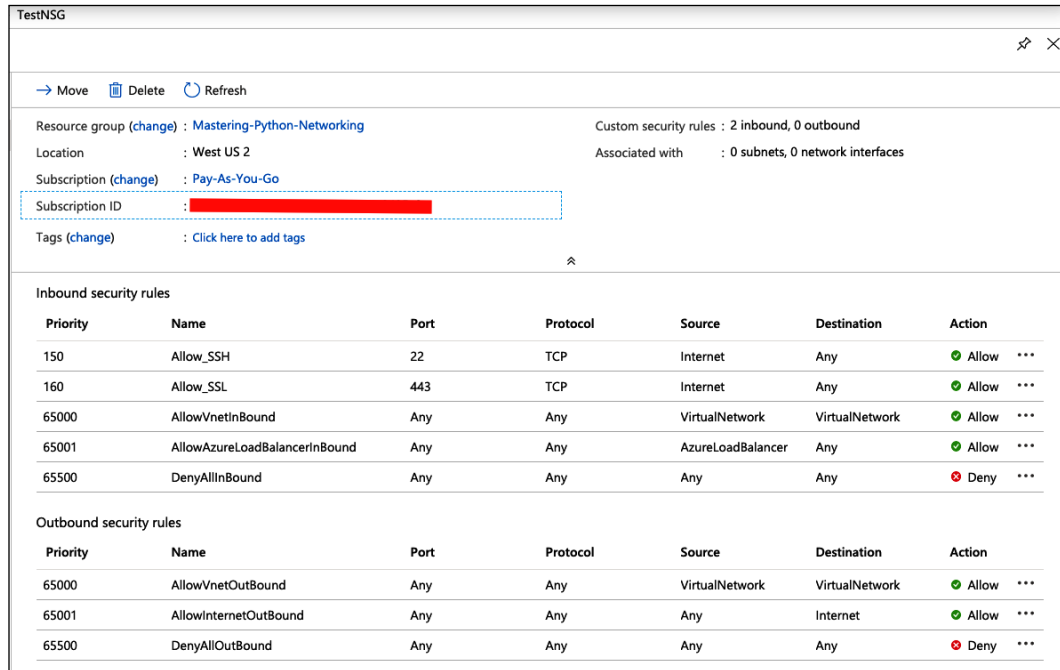 TestNSG
Move Delete Refresh
Resource group (change) : Mastering-Python-Networking Custom security rules : 2 inbound, 0 outbound
Location : West US 2 Associated with : 0 subnets, 0 network interfaces
Subscription (change) : Pay-As-You-Go
Subscription ID :
Tags (change) : Click here to add tags
Inbound security rules
Priority Name Port Protocol Source Destination Action
150 Allow_SSH 22 TCP Internet Any Allow
160 Allow_SSL 443 TCP Internet Any Allow
65000 AllowVnetInBound Any Any VirtualNetwork VirtualNetwork Allow
65001 AllowAzureLoadBalancerInBound Any Any AzureLoadBalancer Any Allow
65500 DenyAllInBound Any Any Any Any Deny
Outbound security rules
Priority Name Port Protocol Source Destination Action
65000 AllowVnetOutBound Any Any VirtualNetwork VirtualNetwork Allow
65001 AllowInternetOutBound Any Any Any Internet Allow
65500 DenyAllOutBound Any Any Any Any Deny